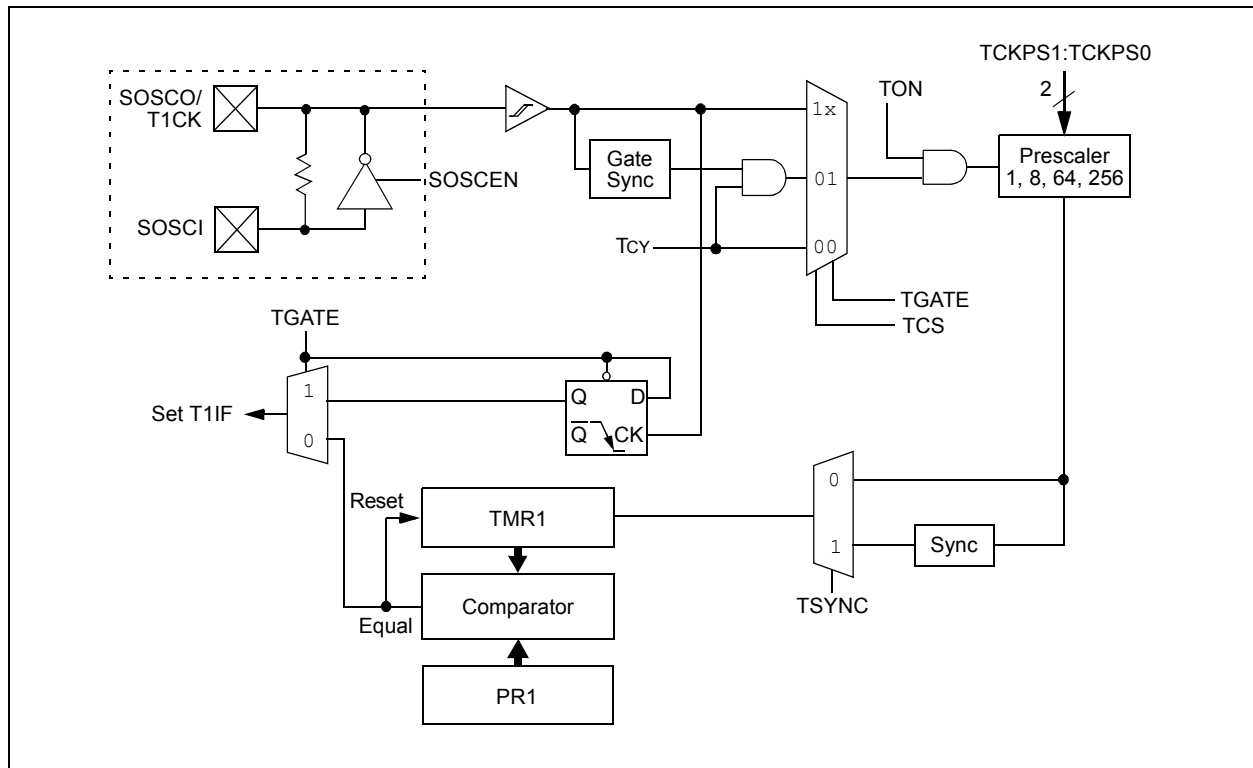 TCKPS1:TCKPS0
2
SOSCO/
T1CK
TON
1x
Gate
Sync
Prescaler
1, 8, 64, 256
SOSCEN
01
SOSCI
TCY
00
TGATE
TCS
TGATE
1
Q
D
Set T1IF
0
Q
CK
Reset
TMR1
0
1
Sync
Comparator
TSYNC
Equal
PR1